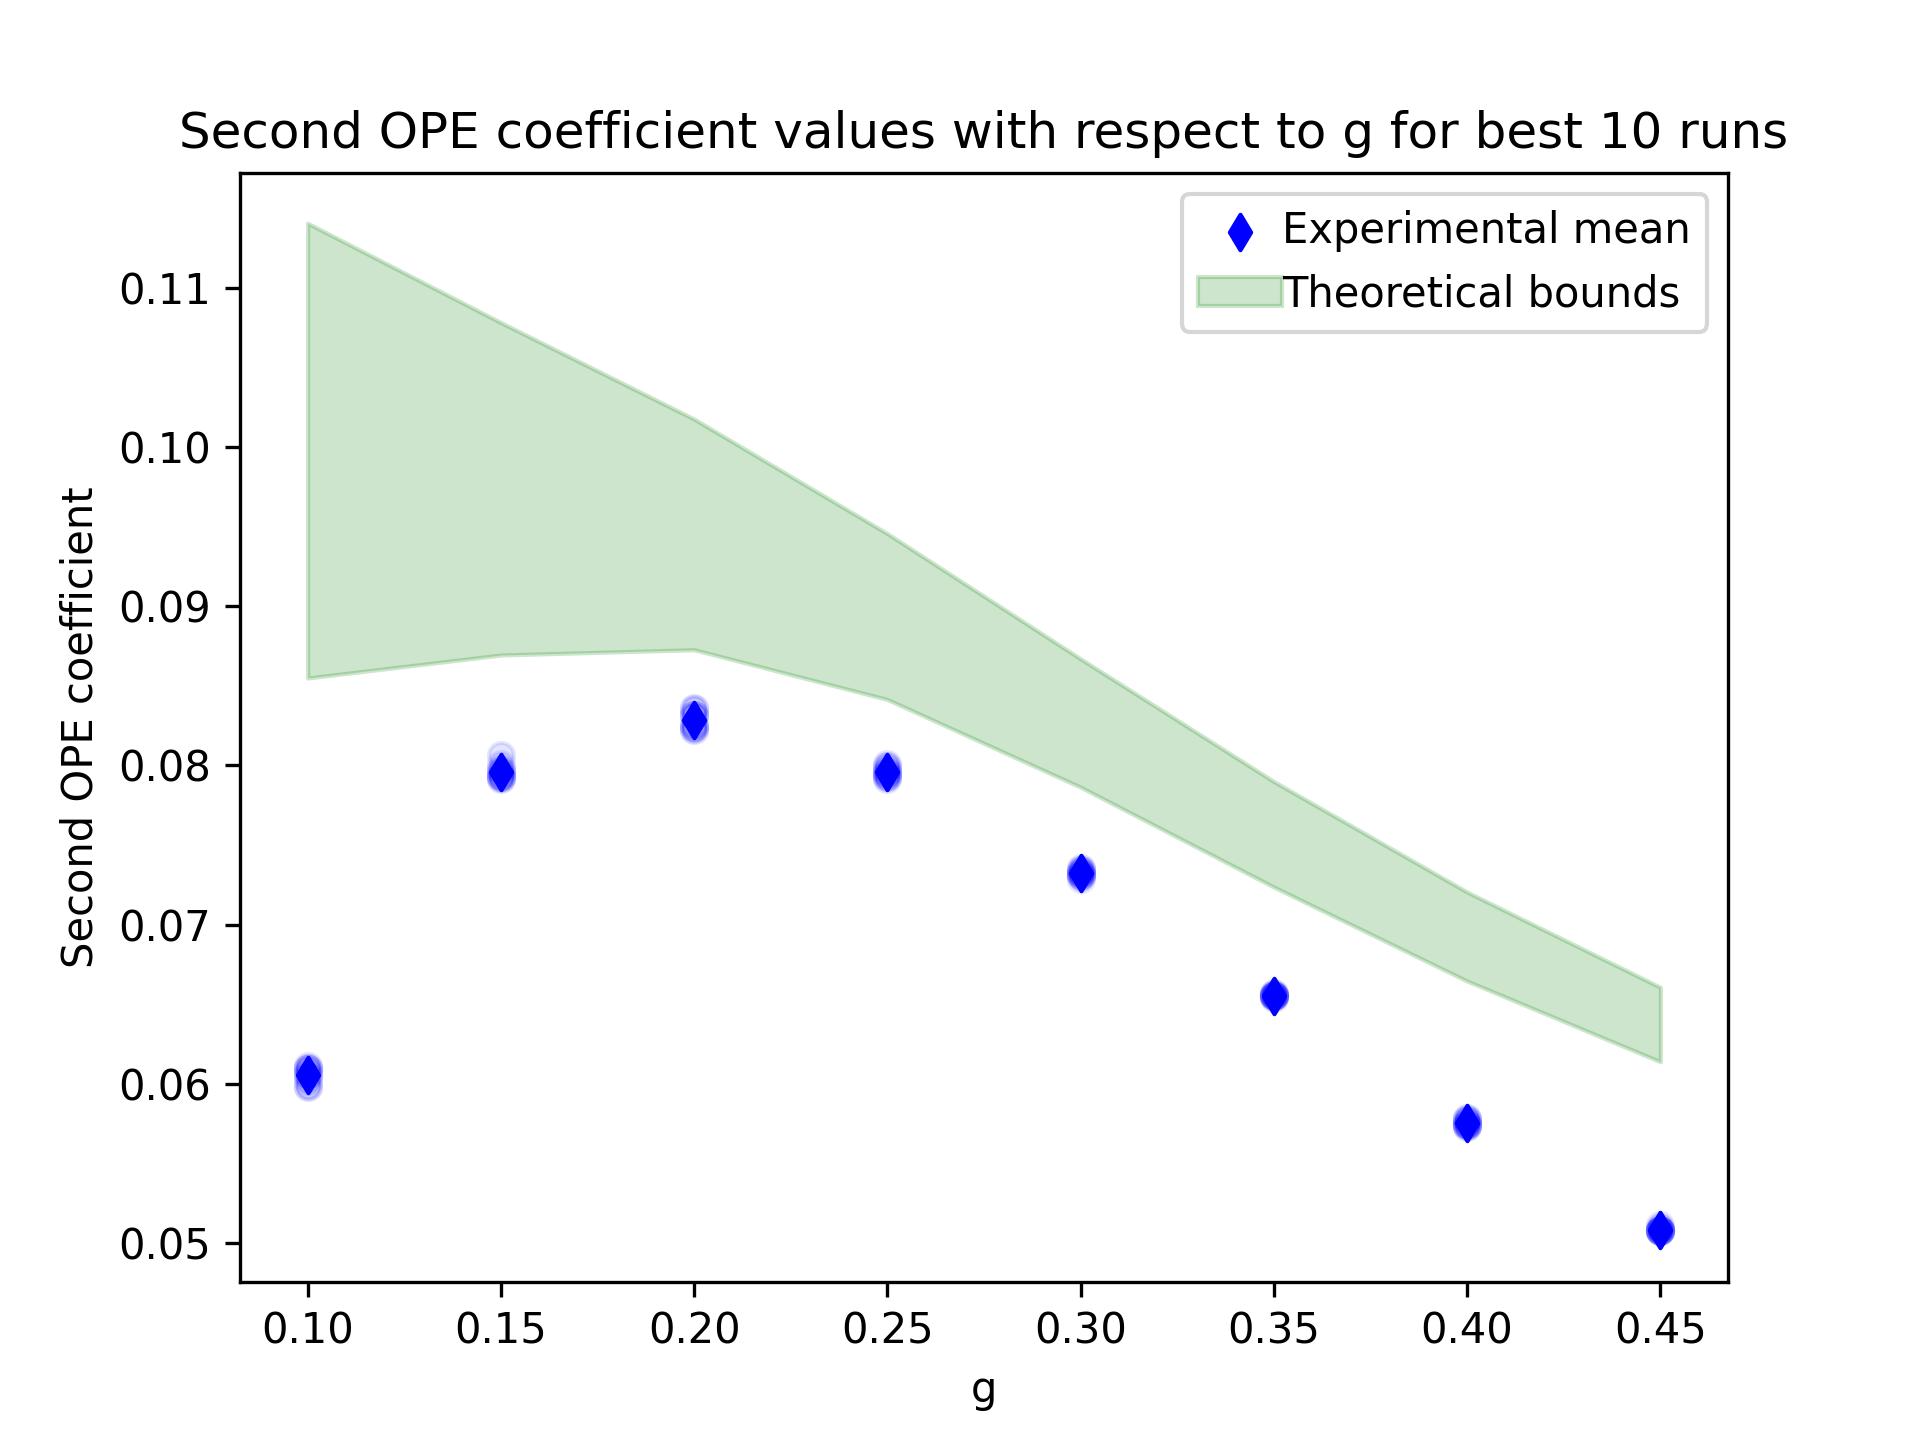 Second OPE coefficient values with respect to g for best 10 runs
Experimental mean
Theoretical bounds
Second OPE coefficient
0.11
0.10
0.09
0.08
0.07
0.06
0.05
0.10 0.15 0.20 0.25 0.30 0.35 0.40 0.45
g